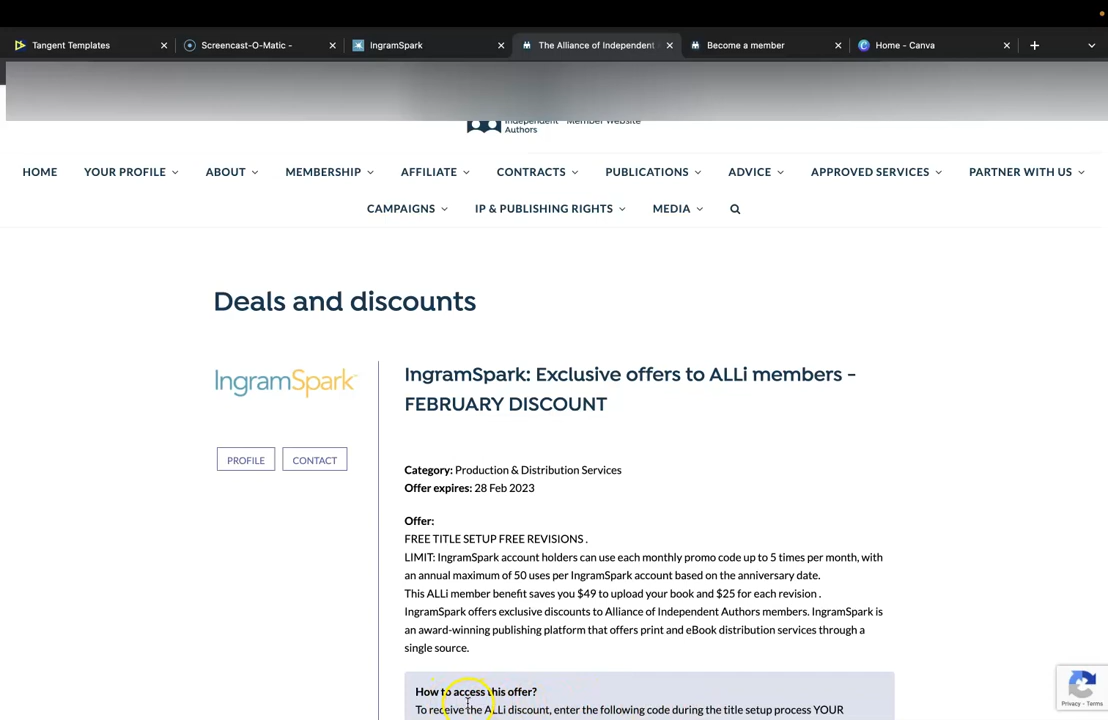 Tangent Templates
Screencast-O-Matic -
IngramSpark
The Alliance of Independent
Become a member
Home - Canva
Independent Member Website
Authors
HOME YOUR PROFILE ABOUT MEMBERSHIP AFFILIATE CONTRACTS PUBLICATIONS ADVICE APPROVED SERVICES PARTNER WITH US
CAMPAIGNS IP & PUBLISHING RIGHTS MEDIA
Deals and discounts
IngramSpark
PROFILE CONTACT
IngramSpark: Exclusive offers to ALLi members -
FEBRUARY DISCOUNT
Category: Production & Distribution Services
Offer expires: 28 Feb 2023
Offer:
FREE TITLE SETUP FREE REVISIONS .
LIMIT: IngramSpark account holders can use each monthly promo code up to 5 times per month, with
an annual maximum of 50 uses per IngramSpark account based on the anniversary date.
This ALLi member benefit saves you $49 to upload your book and $25 for each revision .
IngramSpark offers exclusive discounts to Alliance of Independent Authors members. IngramSpark is
an award-winning publishing platform that offers print and eBook distribution services through a
single source.
How to access this offer?
To receive the ALLi discount, enter the following code during the title setup process YOUR
Privacy - Terms